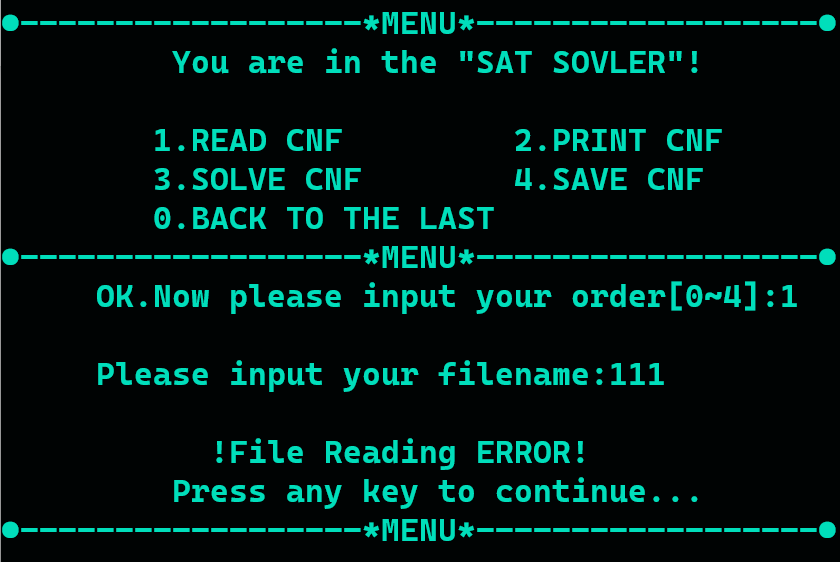 ●------------------*MENU*------------------●
You are in the "SAT SOVLER"!
1.READ CNF 2.PRINT CNF
3.SOLVE CNF 4.SAVE CNF
0.BACK TO THE LAST
●------------------*MENU*------------------●
OK.Now please input your order[0~4]:1
Please input your filename:111
!File Reading ERROR!
Press any key to continue...
●------------------*MENU*------------------●